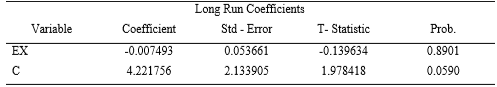 Long Run Coefficients
Variable Coefficient Std - Error T- Statistic Prob.
EX -0.007493 0.053661 -0.139634 0.8901
C 4.221756 2.133905 1.978418 0.0590